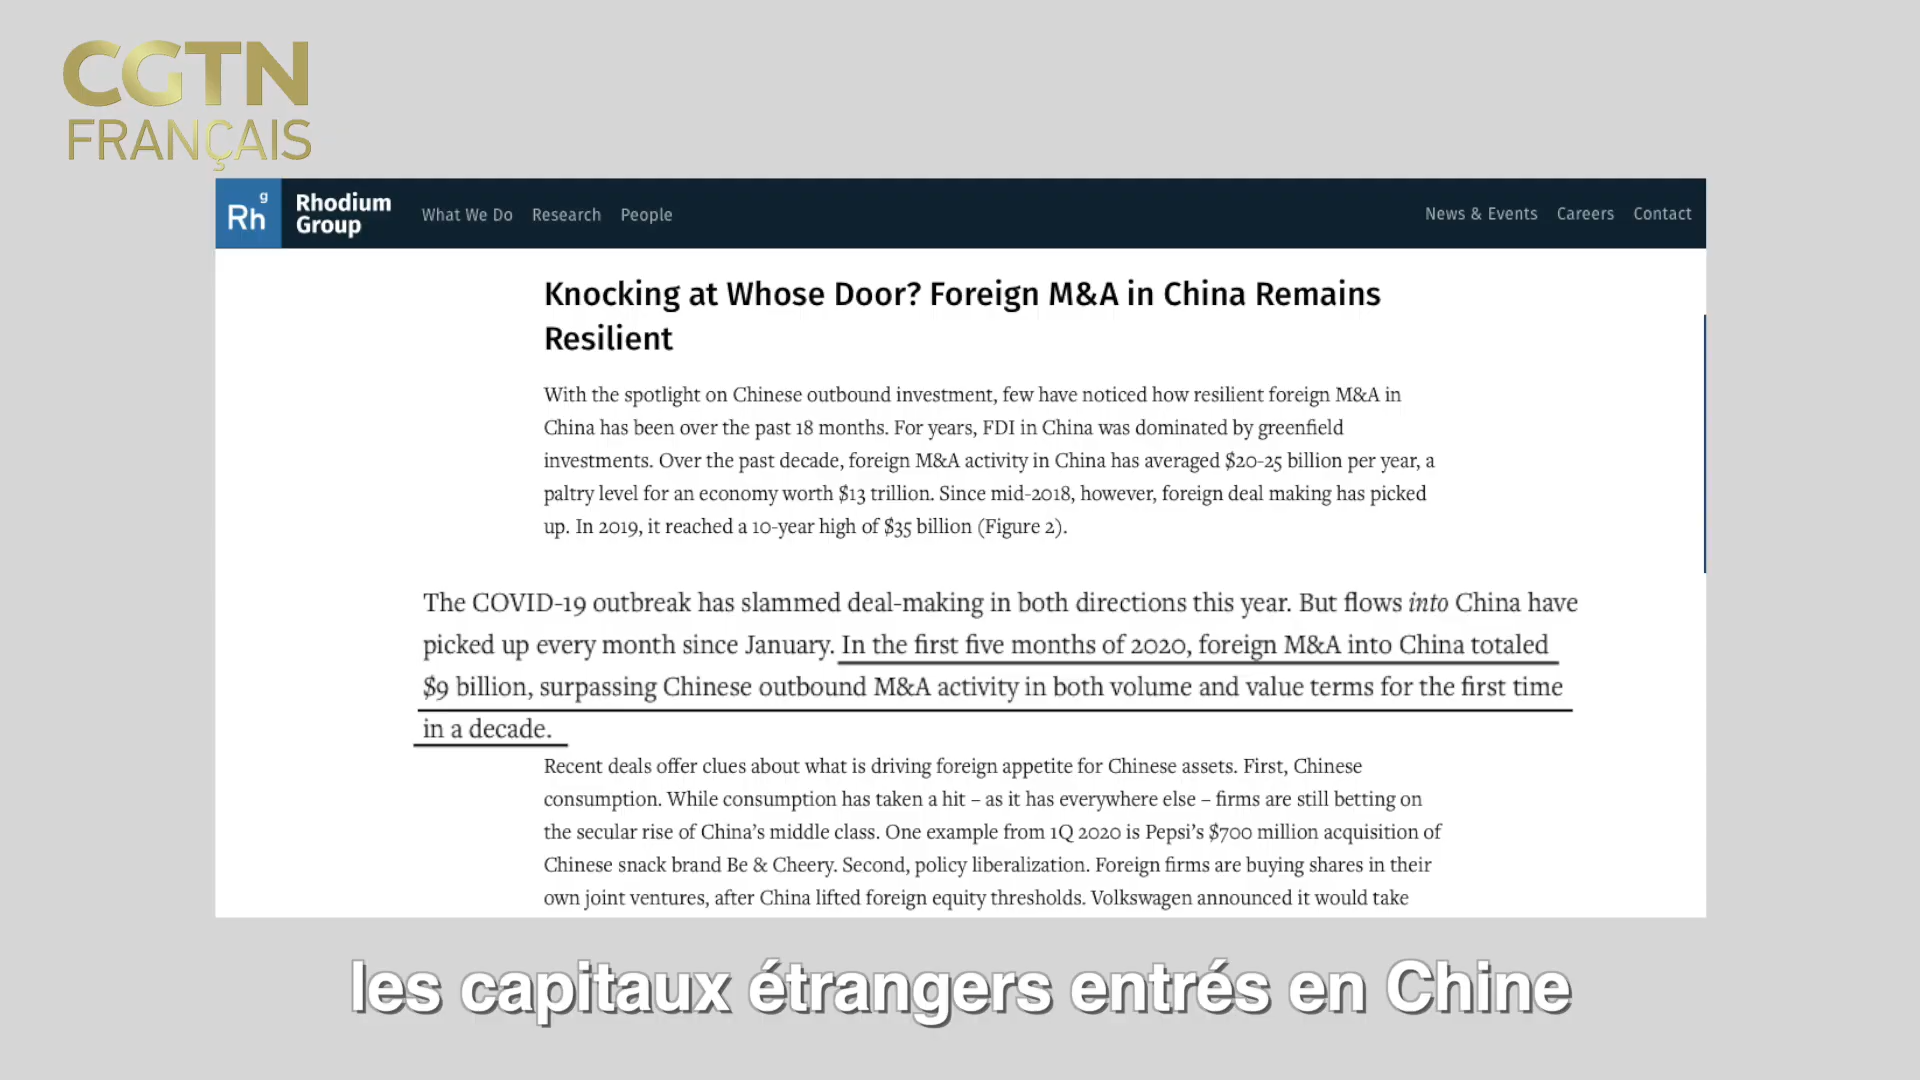 CGTN
FRANÇAIS
Rhg
Rhodium
Group
What We Do Research People
News & Events Careers Contact
Knocking at Whose Door? Foreign M&A in China Remains
Resilient
With the spotlight on Chinese outbound investment, few have noticed how resilient foreign M&A in
China has been over the past 18 months. For years, FDI in China was dominated by greenfield
investments. Over the past decade, foreign M&A activity in China has averaged $20-25 billion per year, a
paltry level for an economy worth $13 trillion. Since mid-2018, however, foreign deal making has picked
up. In 2019, it reached a 10-year high of $35 billion (Figure 2).
The COVID-19 outbreak has slammed deal-making in both directions this year. But flows into China have
picked up every month since January. In the first five months of 2020, foreign M&A into China totaled
$9 billion, surpassing Chinese outbound M&A activity in both volume and value terms for the first time
in a decade.
Recent deals offer clues about what is driving foreign appetite for Chinese assets. First, Chinese
consumption. While consumption has taken a hit – as it has everywhere else – firms are still betting on
the secular rise of China’s middle class. One example from 1Q 2020 is Pepsi’s $700 million acquisition of
Chinese snack brand Be & Cheery. Second, policy liberalization. Foreign firms are buying shares in their
own joint ventures, after China lifted foreign equity thresholds. Volkswagen announced it would take
les capitaux étrangers entrés en Chine